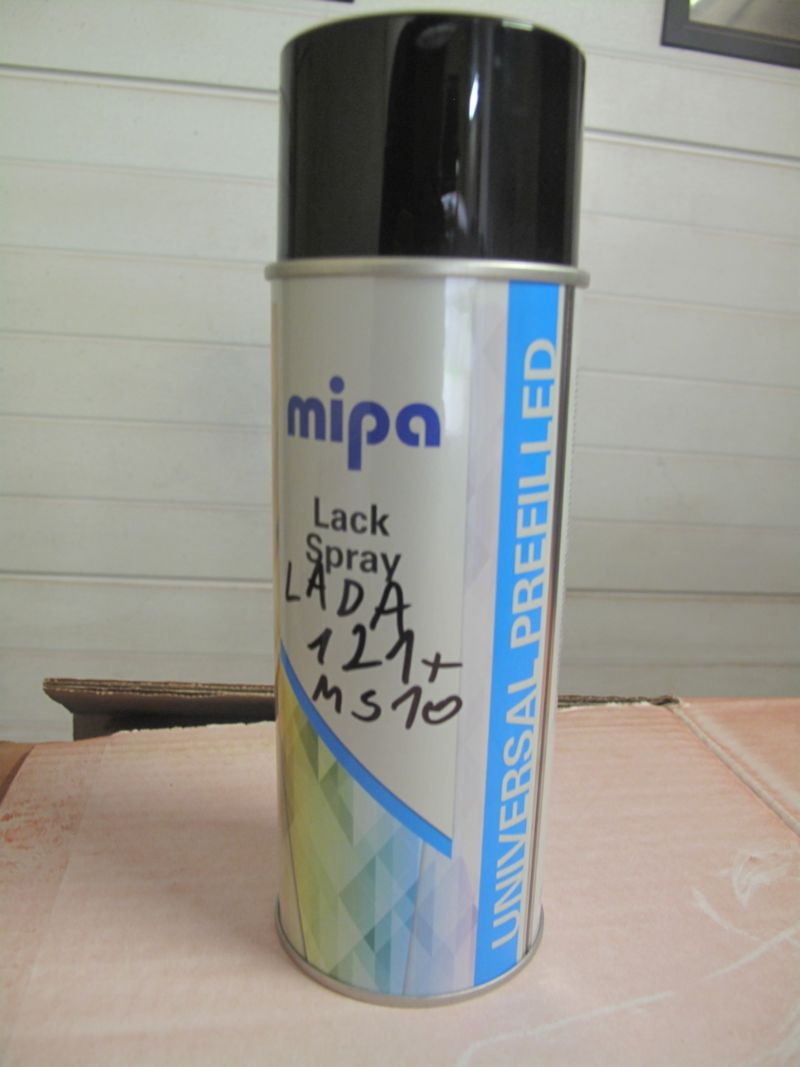 mipa
Lack
Spray
LADA
121+
MS10
UNIVERSAL PREFILLED